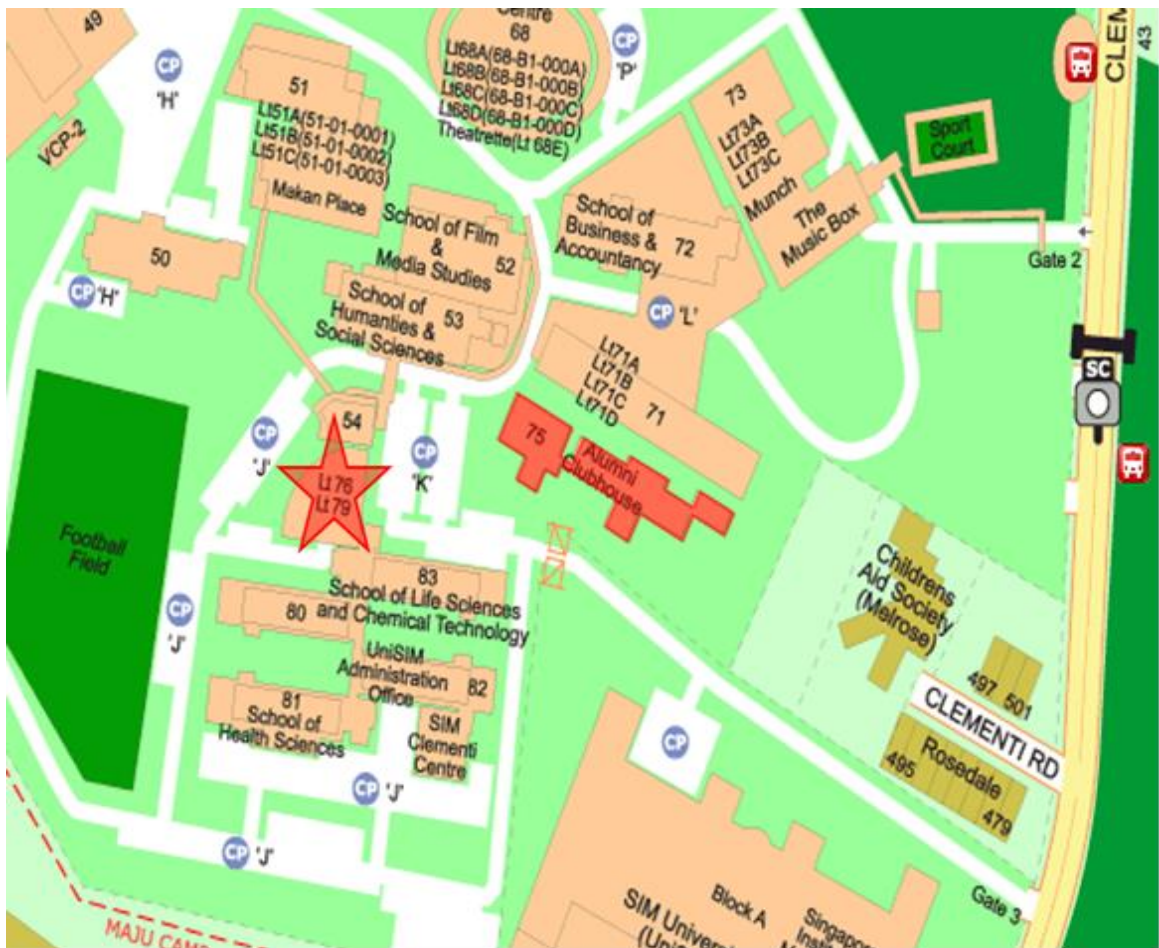 49
CP
'H'
VCP-2
51
Lt51A(51-01-0001)
Lt51B(51-01-0002)
Lt51C(51-01-0003)
Makan Place
Centre
68
Lt68A(68-B1-000A)
Lt68B(68-B1-000B)
Lt68C(68-B1-000C)
Lt68D(68-B1-000D)
Theatrette(Lt 68E)
CP
'P'
73
Lt73A
Lt73B
Lt73C
Munch
The
Music Box
Sport
Court
CLEM
43
50
CP 'H'
School of Film
&
Media Studies
52
School of
Humanities &
Social Sciences
53
School of
Business &
Accountancy
72
CP 'L'
Gate 2
SC
Lt71A
Lt71B
Lt71C
Lt71D
71
54
CP
'J'
CP
'K'
Lt 76
Lt 79
75
Alumni
Clubhouse
Football
Field
CP
'J'
83
School of Life Sciences
and Chemical Technology
80
UniSIM
Administration
Office
82
81
School of
Health Sciences
SIM
Clementi
Centre
CP 'J'
CP 'J'
CP
Childrens
Aid Society
(Melrose)
497 501
CLEMENTI RD
Rosedale
495
479
Gate 3
Block A
SIM Univers
(Uni
Singapor
Insti
MAJU CAM